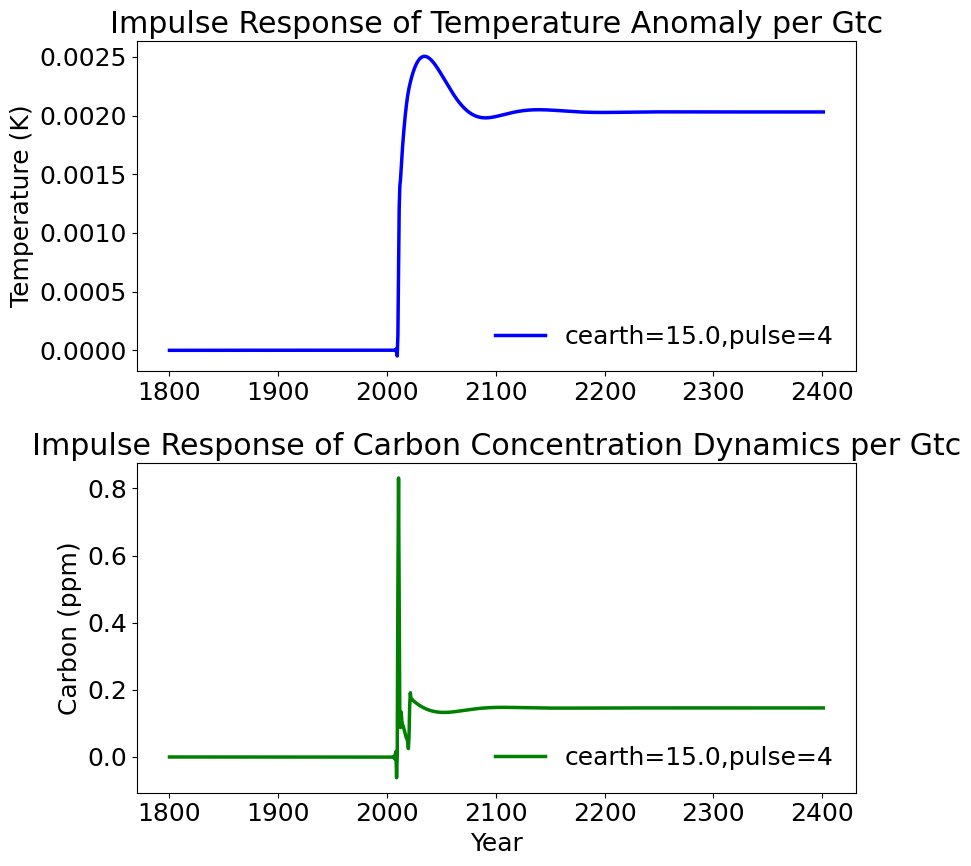 Impulse Response of Temperature Anomaly per Gtc
Temperature (K)
0.0025
0.0020
0.0015
0.0010
0.0005
0.0000
cearth=15.0,pulse=4
1800 1900 2000 2100 2200 2300 2400
Impulse Response of Carbon Concentration Dynamics per Gtc
Carbon (ppm)
0.8
0.6
0.4
0.2
0.0
cearth=15.0,pulse=4
1800 1900 2000 2100 2200 2300 2400
Year